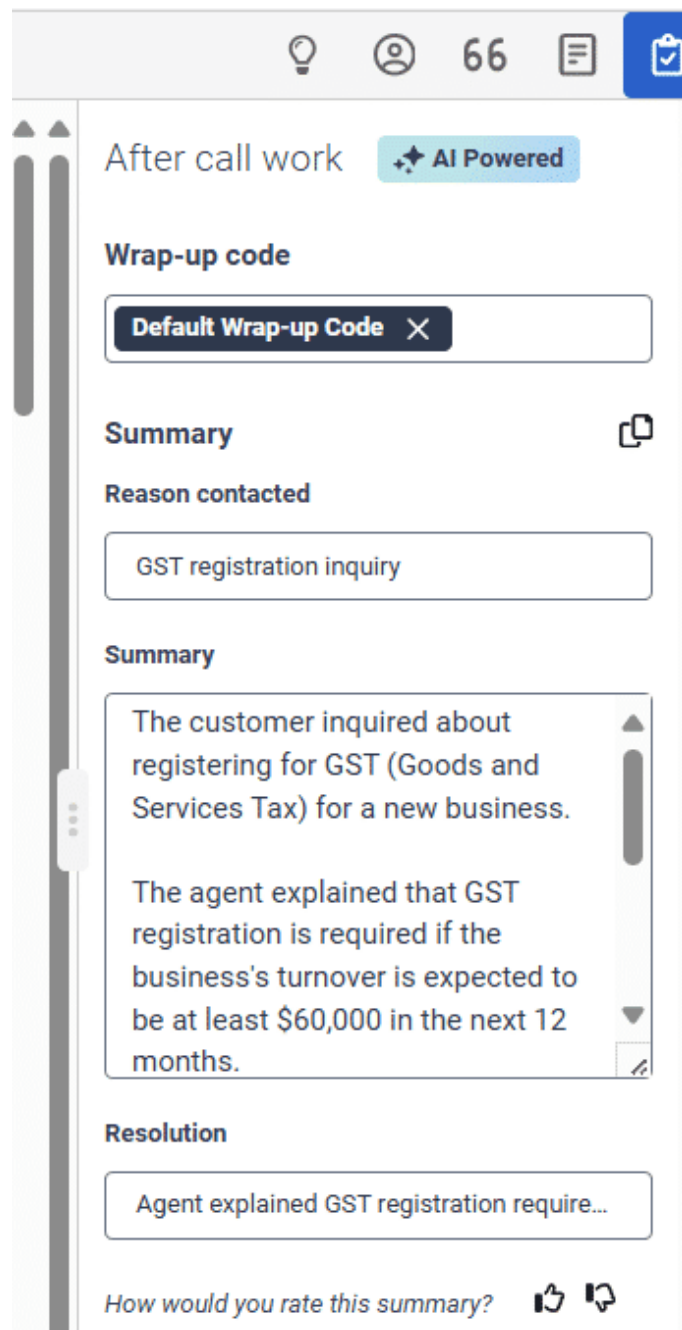 66
After call work
AI Powered
Wrap-up code
Default Wrap-up Code
Summary
Reason contacted
GST registration inquiry
Summary
The customer inquired about
registering for GST (Goods and
Services Tax) for a new business.
The agent explained that GST
registration is required if the
business's turnover is expected to
be at least $60,000 in the next 12
months.
Resolution
Agent explained GST registration require...
How would you rate this summary?